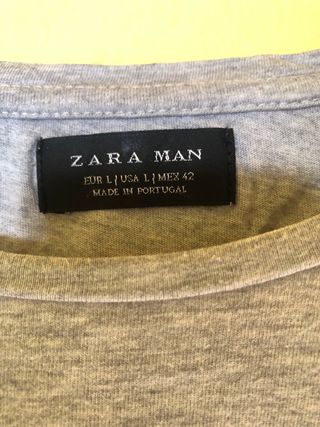 ZARA MAN
EUR L | USA L | MEX 42
MADE IN PORTUGAL